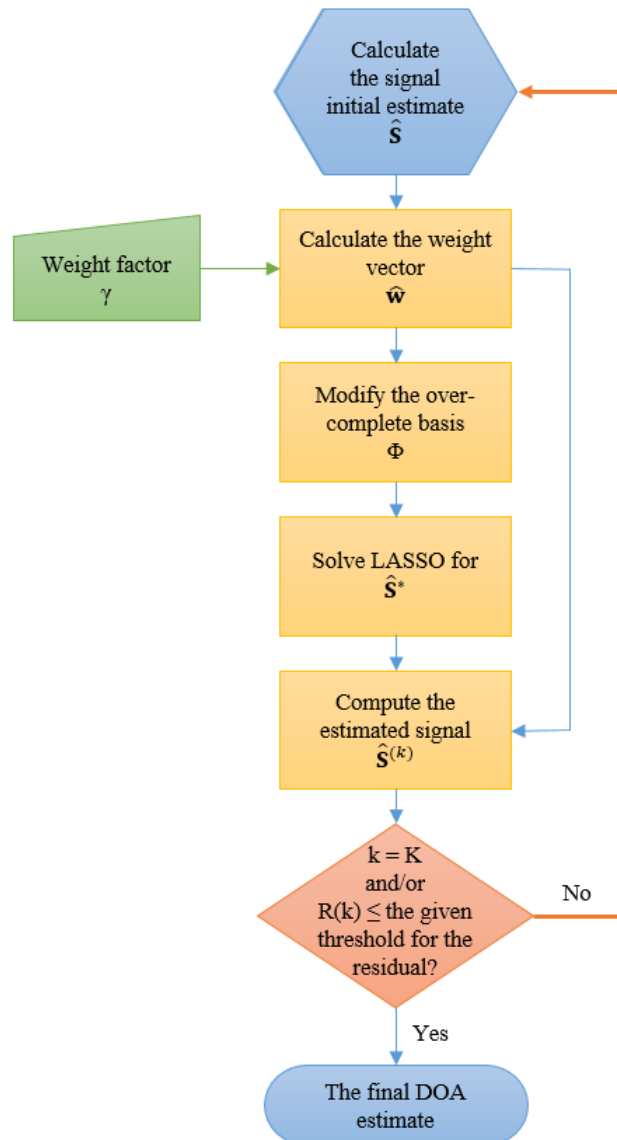 Calculate
the signal
initial estimate
Ŝ
Weight factor
γ
Calculate the weight
vector
ŵ
Modify the over-
complete basis
Φ
Solve LASSO for
Ŝ*
Compute the
estimated signal
Ŝ⁽ᵏ⁾
k = K
and/or
R(k) ≤ the given
threshold for the
residual?
No
Yes
The final DOA
estimate